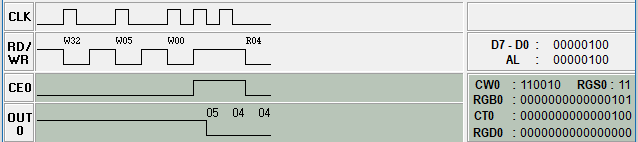 CLK
RD/
WR
W32 W05 W00 R04
CE0
OUT
0
05 04 04
D7 - D0 : 00000100
AL : 00000100
CW0 : 110010 RGS0 : 11
RGB0 : 0000000000000101
CT0 : 0000000000000100
RGD0 : 0000000000000000